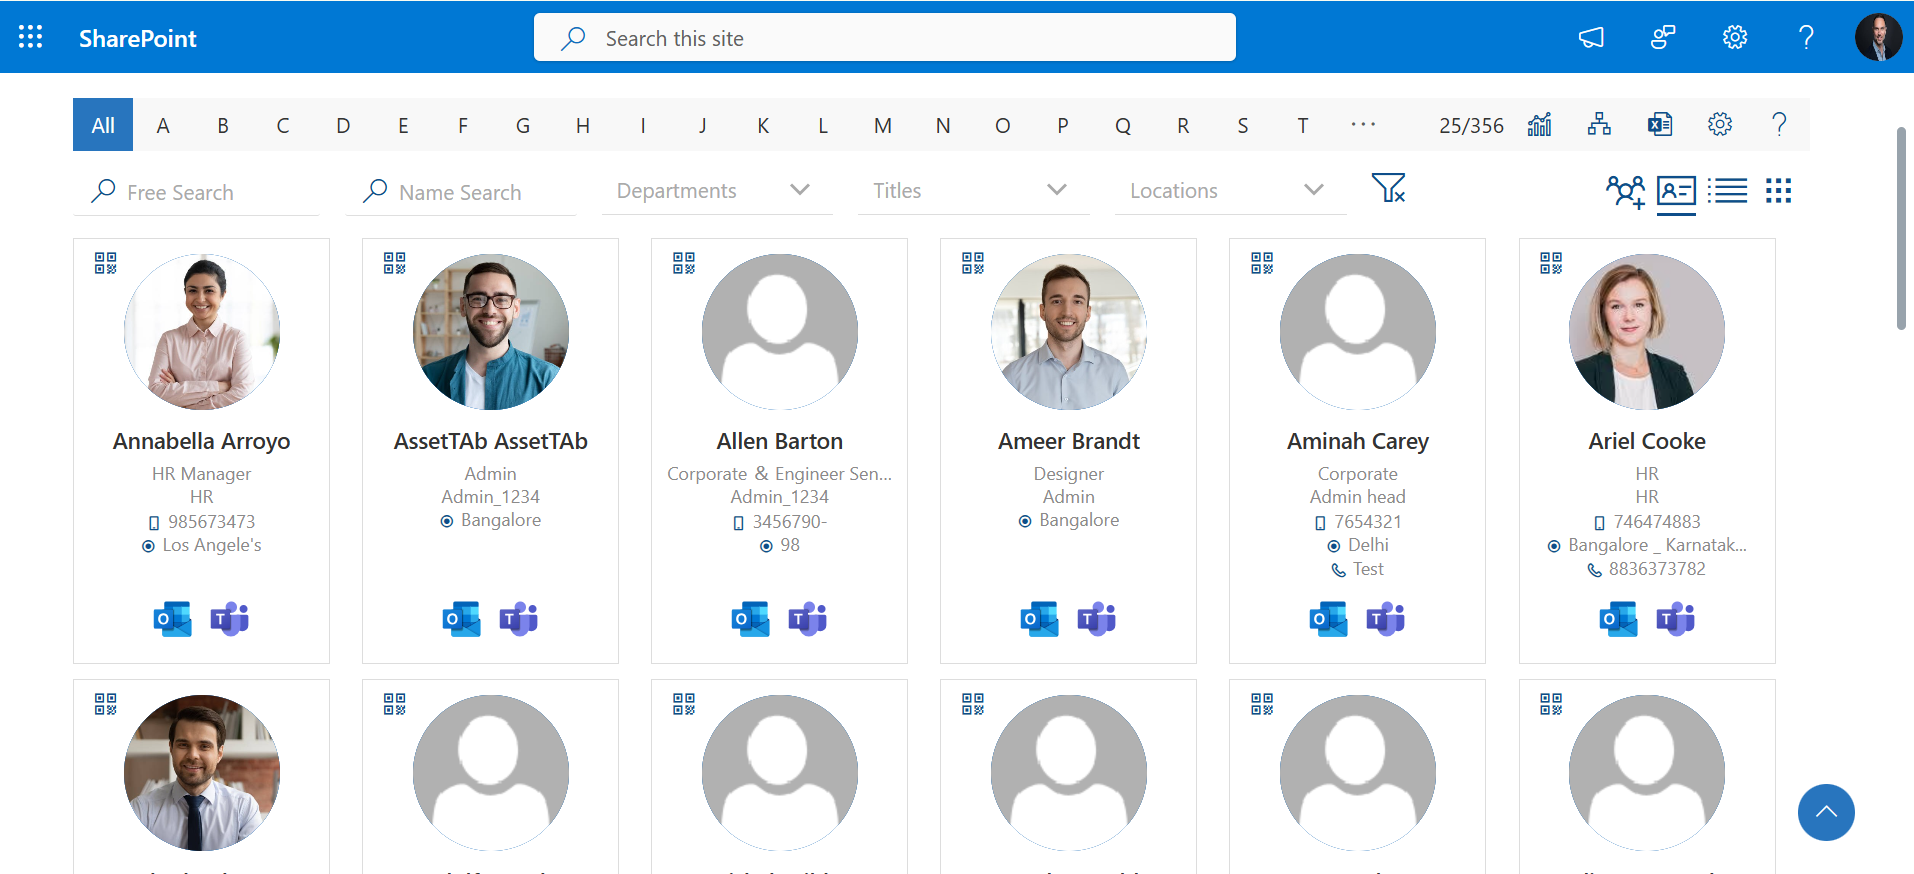 SharePoint
Search this site
All A B C D E F G H I J K L M N O P Q R S T ··· 25/356
Free Search
Name Search
Departments
Titles
Locations
Annabella Arroyo
HR Manager
HR
985673473
Los Angele's
AssetTAb AssetTAb
Admin
Admin_1234
Bangalore
Allen Barton
Corporate & Engineer Sen...
Admin_1234
3456790-
98
Ameer Brandt
Designer
Admin
Bangalore
Aminah Carey
Corporate
Admin head
7654321
Delhi
Test
Ariel Cooke
HR
HR
746474883
Bangalore _ Karnatak...
8836373782